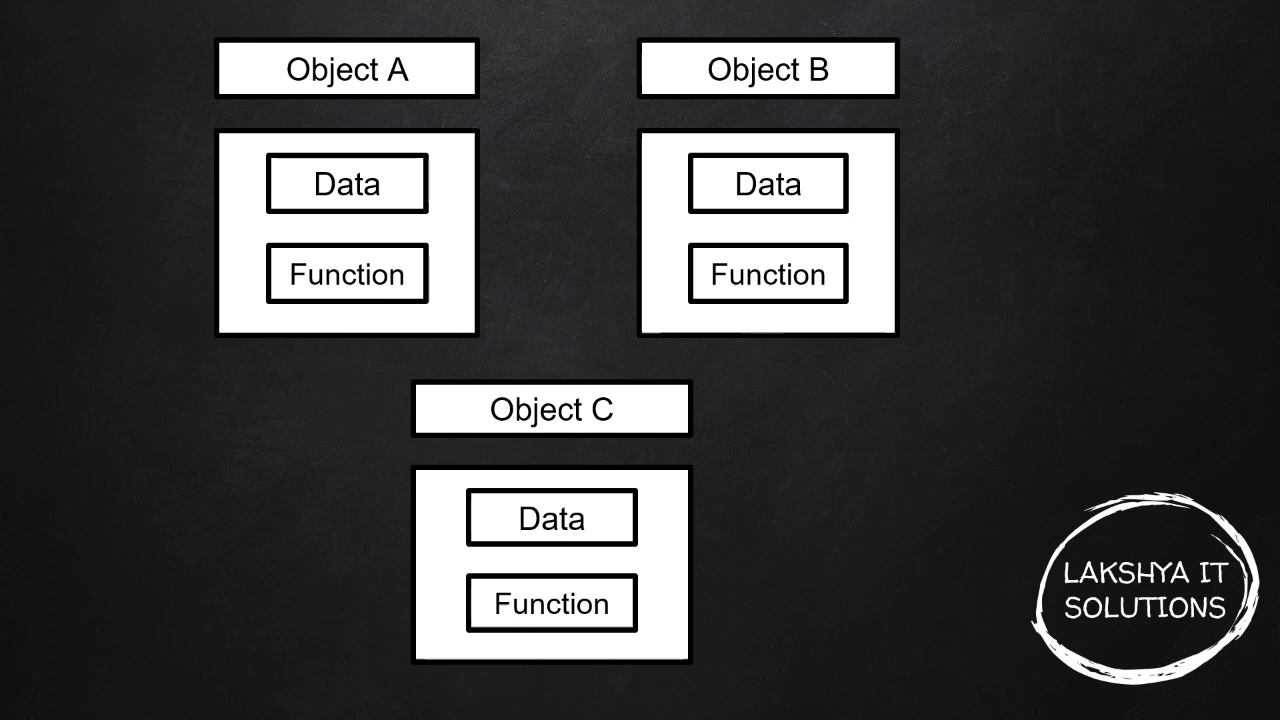 Object A
Object B
Data
Data
Function
Function
Object C
Data
Function
LAKSHYA IT
SOLUTIONS